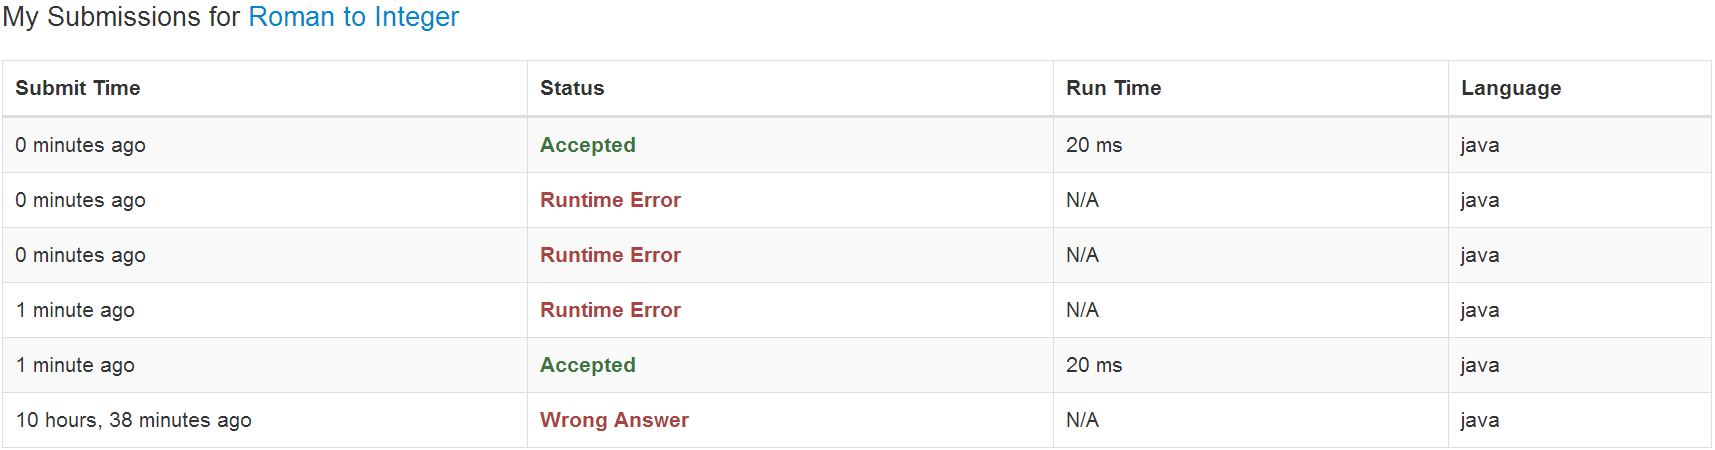 My Submissions for Roman to Integer
Submit Time Status Run Time Language
0 minutes ago Accepted 20 ms java
0 minutes ago Runtime Error N/A java
0 minutes ago Runtime Error N/A java
1 minute ago Runtime Error N/A java
1 minute ago Accepted 20 ms java
10 hours, 38 minutes ago Wrong Answer N/A java